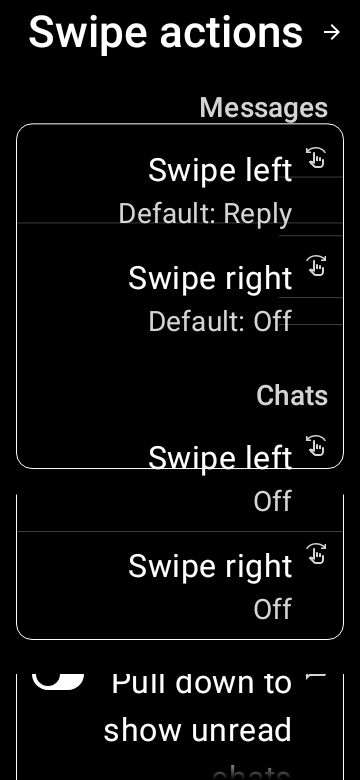 Swipe actions
Messages
Swipe left
Default: Reply
Swipe right
Default: Off
Chats
Swipe left
Off
Swipe right
Off
Pull down to
show unread
chats